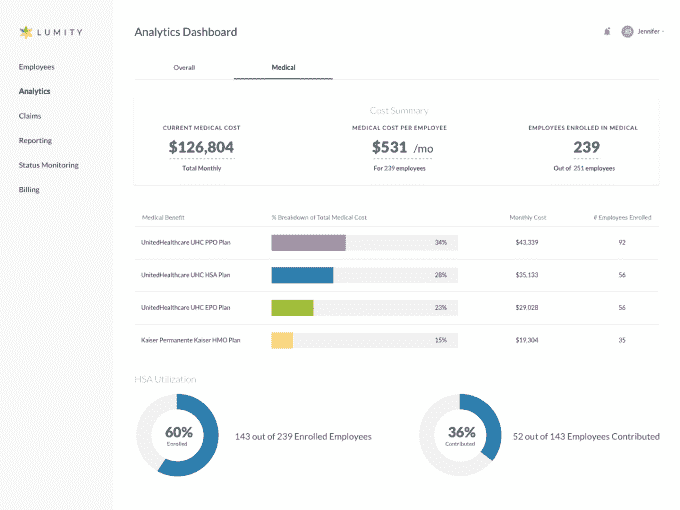 LUMITY
Analytics Dashboard
Jennifer
Employees
Analytics
Claims
Reporting
Status Monitoring
Billing
Overall
Medical
Cost Summary
CURRENT MEDICAL COST
$126,804
Total Monthly
MEDICAL COST PER EMPLOYEE
$531 /mo
For 239 employees
EMPLOYEES ENROLLED IN MEDICAL
239
Out of 251 employees
Medical Benefit % Breakdown of Total Medical Cost Monthly Cost # Employees Enrolled
UnitedHealthcare UHC PPO Plan 34% $43,339 92
UnitedHealthcare UHC HSA Plan 28% $35,133 56
UnitedHealthcare UHC EPO Plan 23% $29,028 56
Kaiser Permanente Kaiser HMO Plan 15% $19,304 35
HSA Utilization
60%
Enrolled
143 out of 239 Enrolled Employees
36%
Contributed
52 out of 143 Employees Contributed